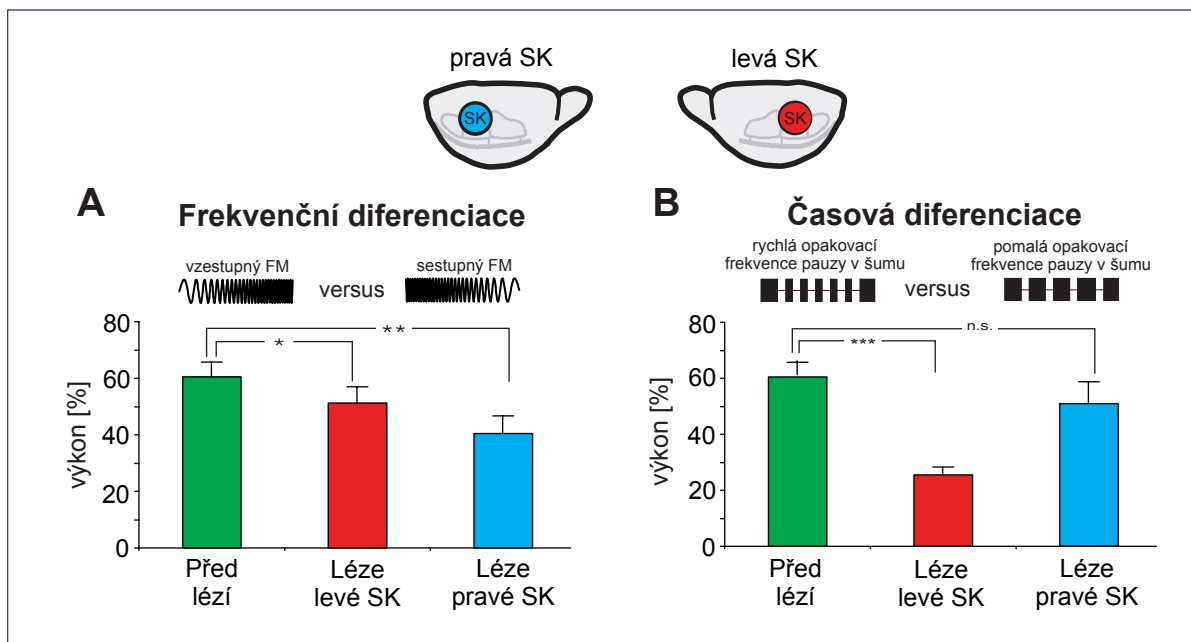 pravá SK
levá SK
SK
SK
A
Frekvenční diferenciace
vzestupný FM
versus
sestupný FM
výkon [%]
80
60
40
20
0
*
**
Před
lézí
Léze
levé SK
Léze
pravé SK
B
Časová diferenciace
rychlá opakovací
frekvence pauzy v šumu
versus
pomalá opakovací
frekvence pauzy v šumu
výkon [%]
80
60
40
20
0
***
n.s.
Před
lézí
Léze
levé SK
Léze
pravé SK